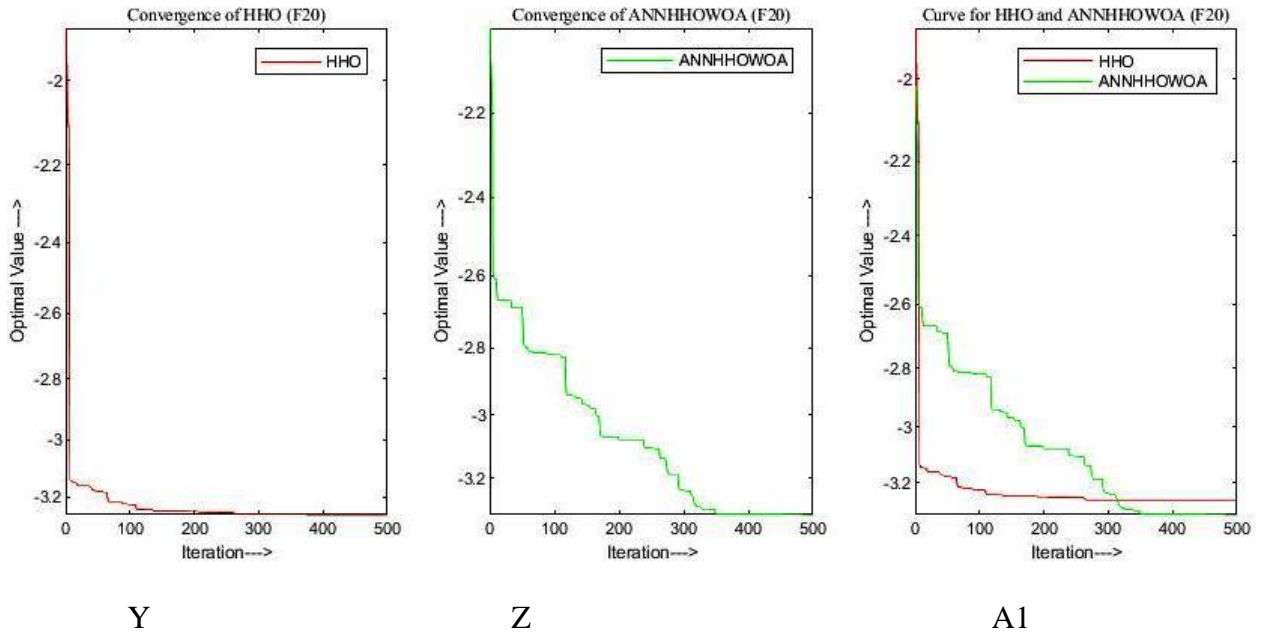 Convergence of HHO (F20)
HHO
-2
-2.2
-2.4
-2.6
-2.8
-3
-3.2
Optimal Value --->
0 100 200 300 400 500
Iteration--->
Y
Convergence of ANNHHOWOA (F20)
ANNHHOWOA
-2.2
-2.4
-2.6
-2.8
-3
-3.2
Optimal Value --->
0 100 200 300 400 500
Iteration--->
Z
Curve for HHO and ANNHHOWOA (F20)
HHO
ANNHHOWOA
-2
-2.2
-2.4
-2.6
-2.8
-3
-3.2
Optimal Value --->
0 100 200 300 400 500
Iteration--->
A1